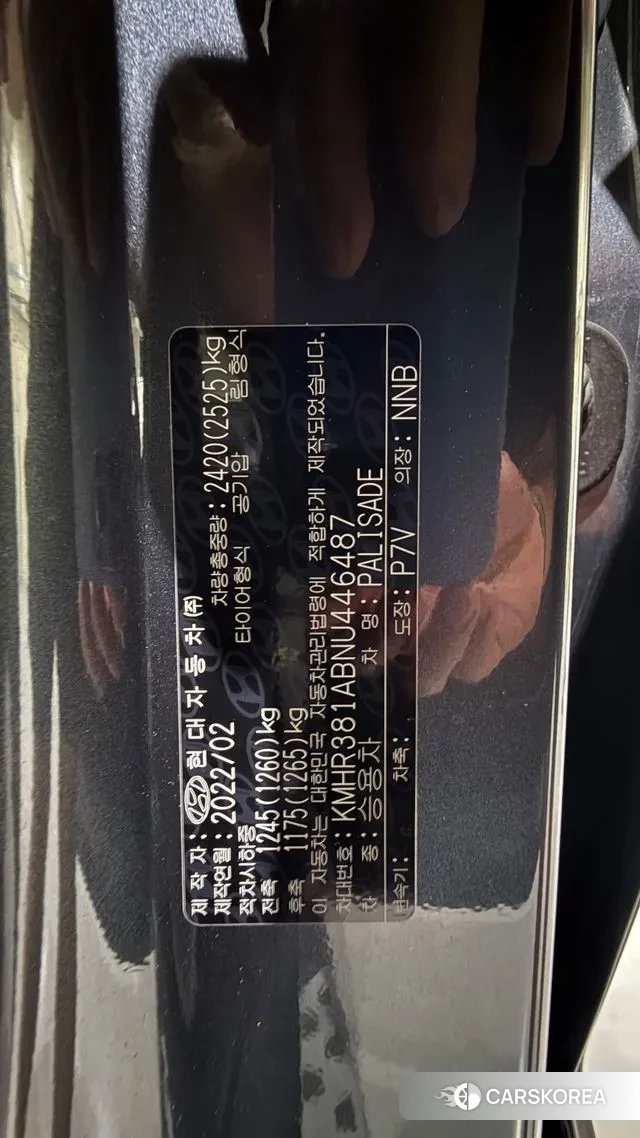 제 작 자 : 현 대 자 동 차 ㈜
제작연월 : 2022/02 차량총중량 : 2420(2525)kg
적차시하중 타이어형식 공기압 림형식
전축 1245(1260)kg
후축 1175(1265)kg
이 자동차는 대한민국 자동차관리법령에 적합하게 제작되었습니다.
차대번호 : KMHR381ABNU446487
차 종 : 승용차 차 명 : PALISADE
변속기 : 차축 : 도장 : P7V 의장 : NNB
CARSKOREA